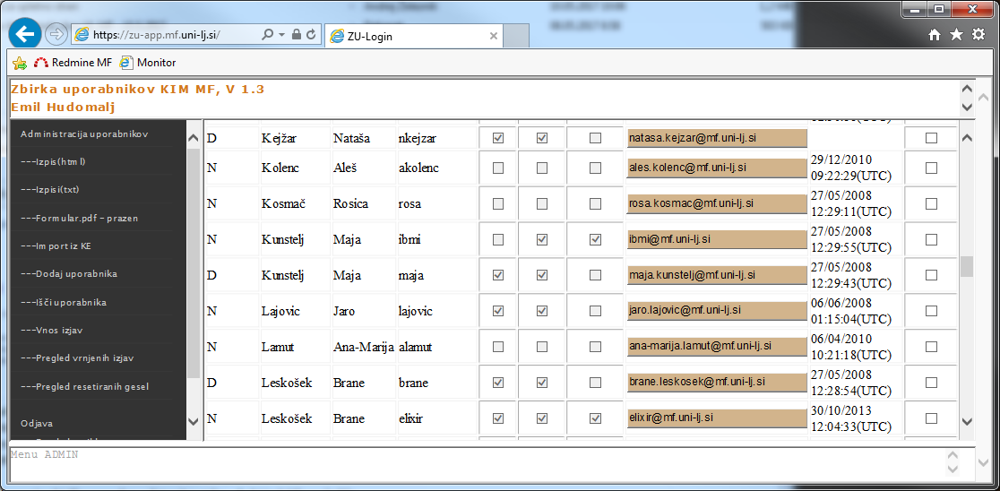 https://zu-app.mf.uni-lj.si/
ZU-Login
Redmine MF
Monitor
Zbirka uporabnikov KIM MF, V 1.3
Emil Hudomalj
Administracija uporabnikov
---Izpis(html)
---Izpisi(txt)
---Formular.pdf - prazen
---Import iz KE
---Dodaj uporabnika
---Išči uporabnika
---Vnos izjav
---Pregled vrnjenih izjav
---Pregled resetiranih gesel
Odjava
D Kejžar Nataša nkejzar natasa.kejzar@mf.uni-lj.si
N Kolenc Aleš akolenc ales.kolenc@mf.uni-lj.si 29/12/2010
09:22:29(UTC)
N Kosmač Rosica rosa rosa.kosmac@mf.uni-lj.si 27/05/2008
12:29:11(UTC)
N Kunstelj Maja ibmi ibmi@mf.uni-lj.si 27/05/2008
12:29:55(UTC)
D Kunstelj Maja maja maja.kunstelj@mf.uni-lj.si 27/05/2008
12:29:43(UTC)
N Lajovic Jaro lajovic jaro.lajovic@mf.uni-lj.si 06/06/2008
01:15:04(UTC)
N Lamut Ana-Marija alamut ana-marija.lamut@mf.uni-lj.si 06/04/2010
10:21:18(UTC)
D Leskošek Brane brane brane.leskosek@mf.uni-lj.si 27/05/2008
12:28:54(UTC)
N Leskošek Brane elixir elixir@mf.uni-lj.si 30/10/2013
12:04:33(UTC)
Menu ADMIN